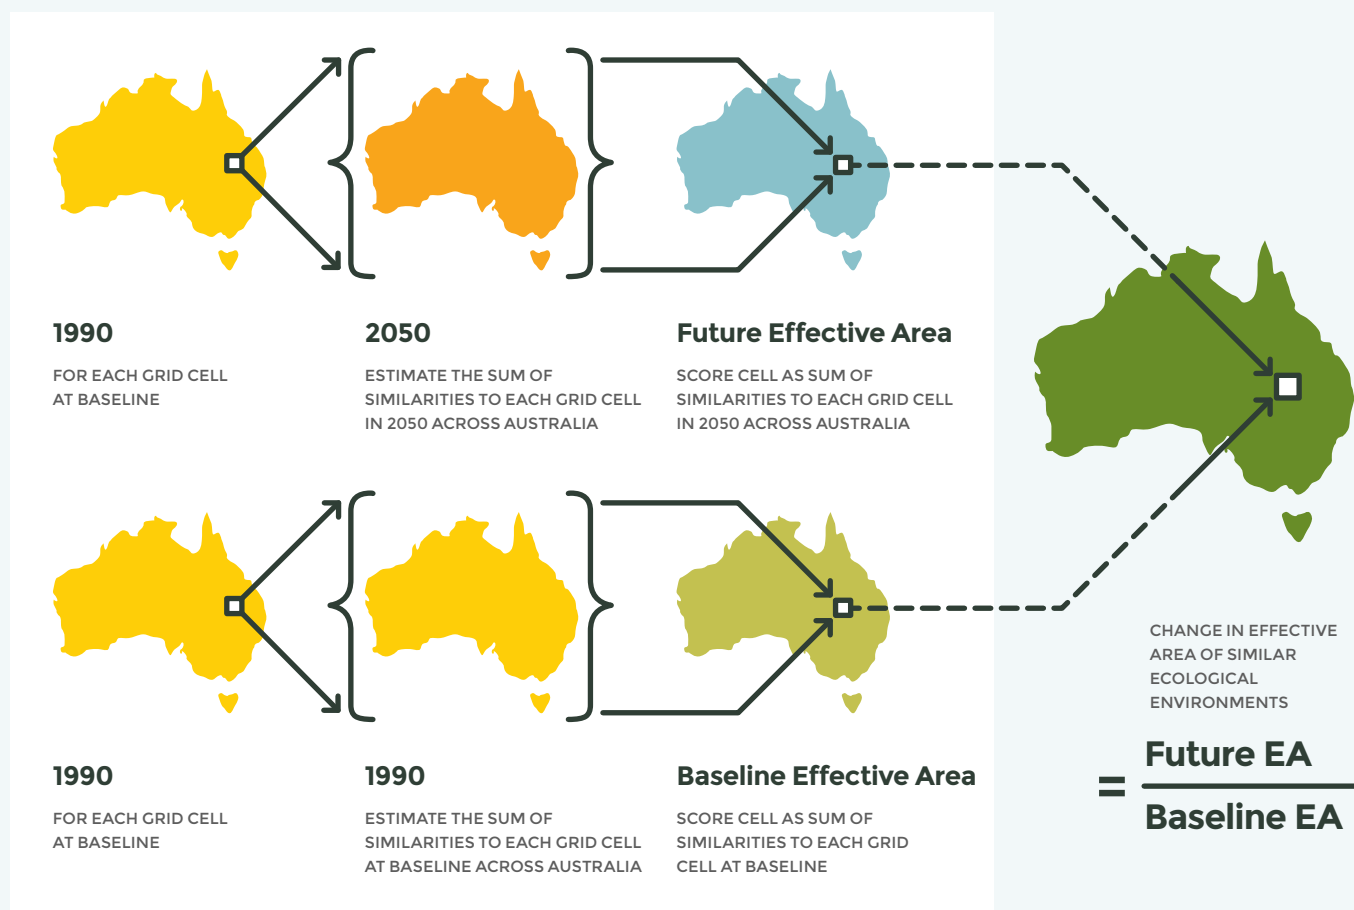 1990
FOR EACH GRID CELL
AT BASELINE
2050
ESTIMATE THE SUM OF
SIMILARITIES TO EACH GRID CELL
IN 2050 ACROSS AUSTRALIA
Future Effective Area
SCORE CELL AS SUM OF
SIMILARITIES TO EACH GRID CELL
IN 2050 ACROSS AUSTRALIA
1990
FOR EACH GRID CELL
AT BASELINE
1990
ESTIMATE THE SUM OF
SIMILARITIES TO EACH GRID CELL
AT BASELINE ACROSS AUSTRALIA
Baseline Effective Area
SCORE CELL AS SUM OF
SIMILARITIES TO EACH GRID
CELL AT BASELINE
CHANGE IN EFFECTIVE
AREA OF SIMILAR
ECOLOGICAL
ENVIRONMENTS
Future EA
=
Baseline EA